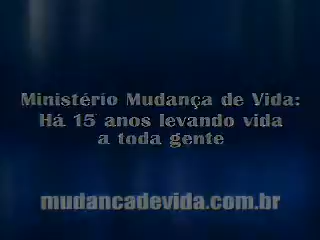 Ministério Mudança de Vida:
Há 15 anos levando vida
a toda gente
mudancadevida.com.br